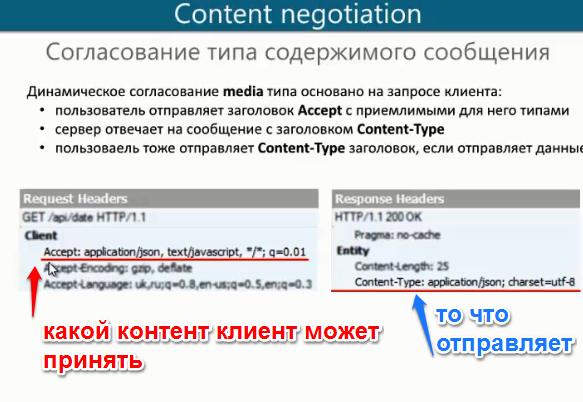 Content negotiation
Согласование типа содержимого сообщения
Динамическое согласование media типа основано на запросе клиента:
• пользователь отправляет заголовок Accept с приемлимыми для него типами
• сервер отвечает на сообщение с заголовком Content-Type
• пользоваель тоже отправляет Content-Type заголовок, если отправляет данные
Request Headers
GET /api/date HTTP/1.1
Client
Accept: application/json, text/javascript, */*; q=0.01
Accept-Encoding: gzip, deflate
Accept-Language: uk,ru;q=0.8,en-us;q=0.5,en;q=0.3
Response Headers
HTTP/1.1 200 OK
Pragma: no-cache
Entity
Content-Length: 25
Content-Type: application/json; charset=utf-8
какой контент клиент может
принять
то что
отправляет